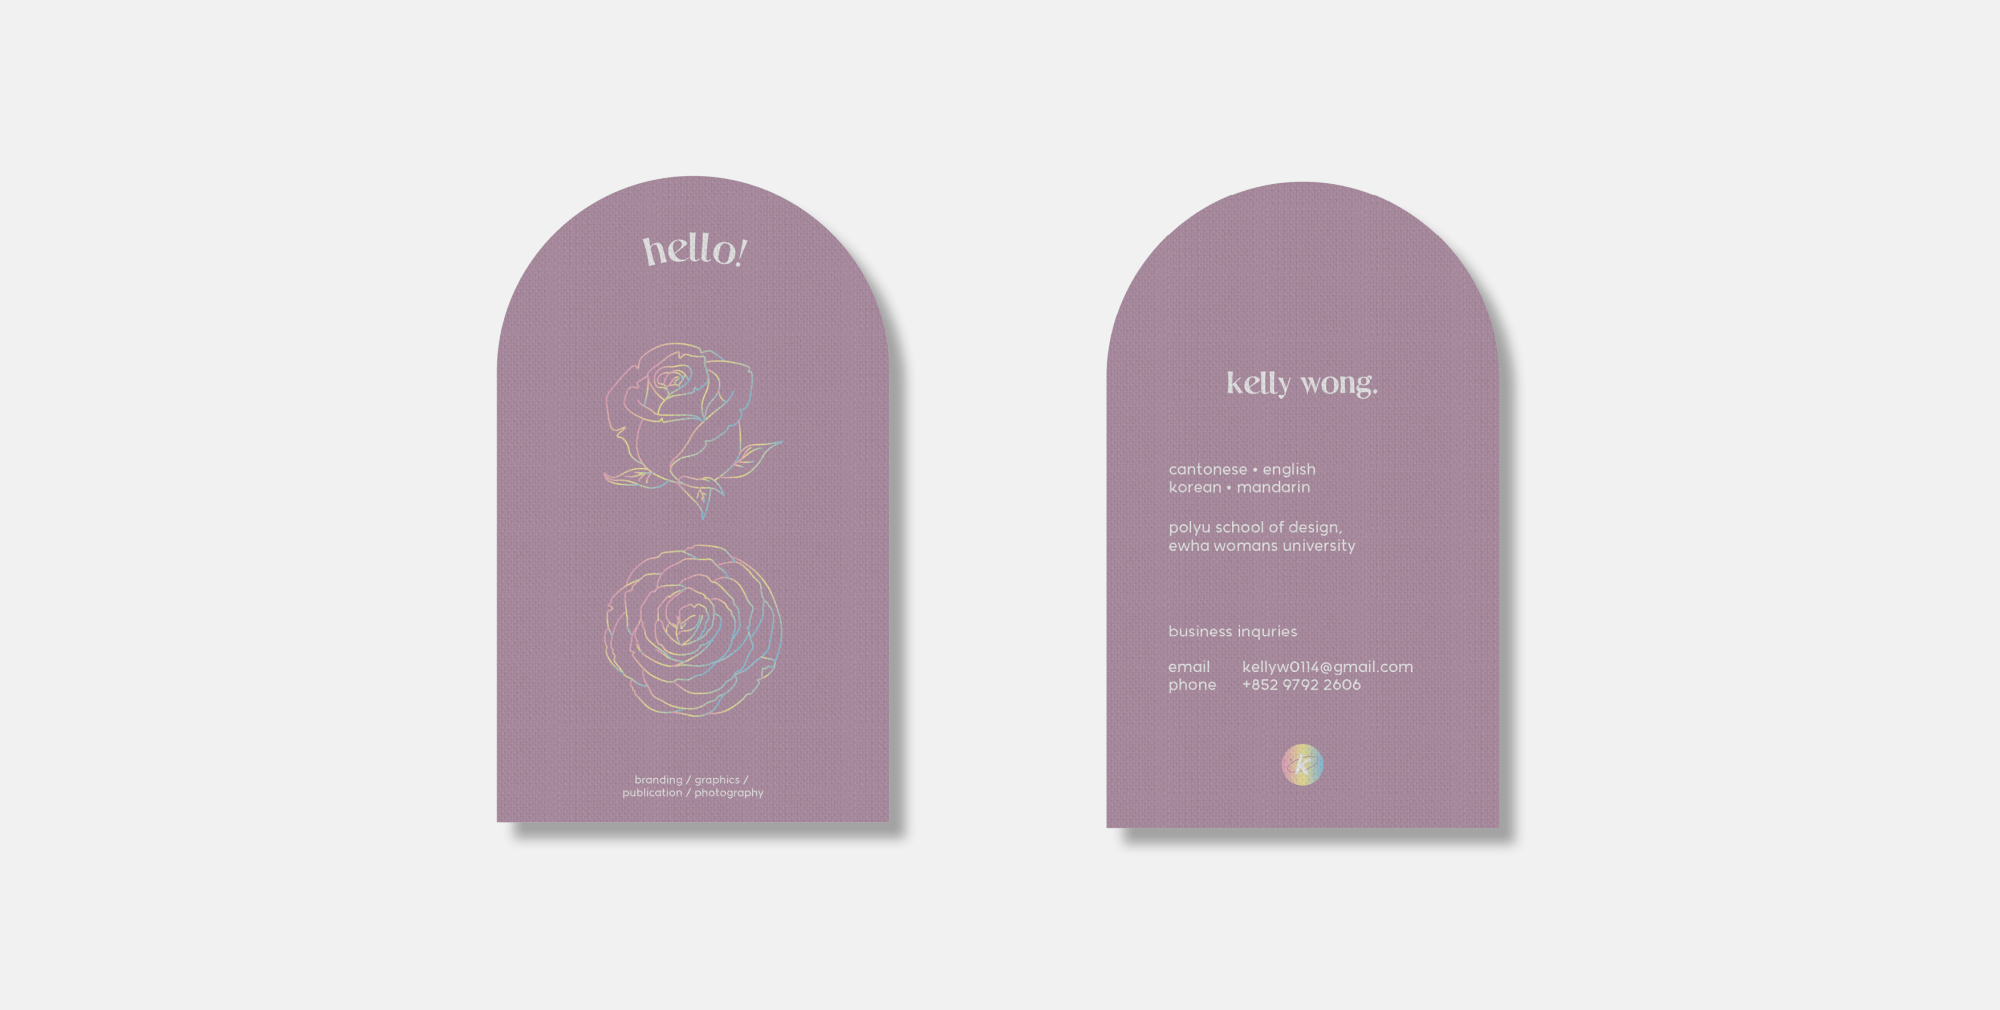 hello!
branding / graphics /
publication / photography
kelly wong.
cantonese • english
korean • mandarin
polyu school of design,
ewha womans university
business inquries
email kellyw0114@gmail.com
phone +852 9792 2606
k